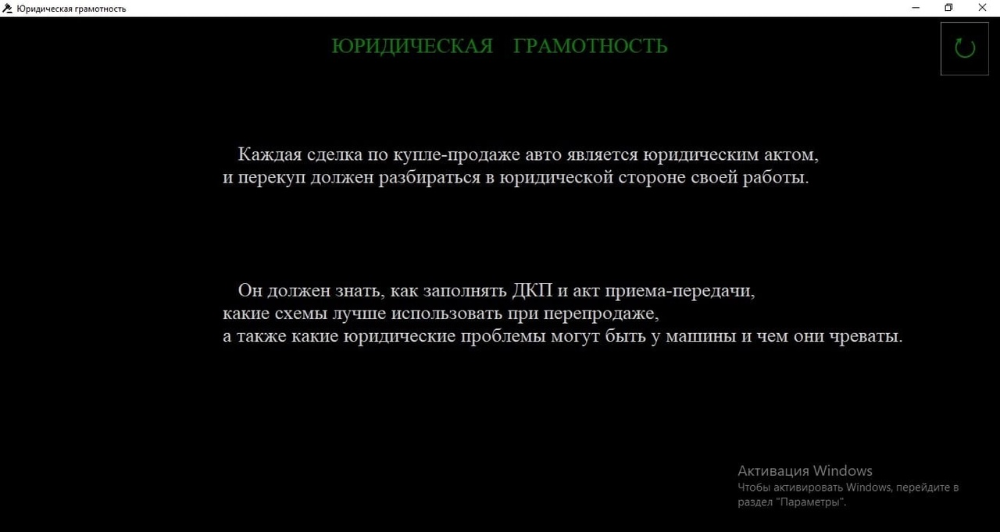 Юридическая грамотность
ЮРИДИЧЕСКАЯ ГРАМОТНОСТЬ
Каждая сделка по купле-продаже авто является юридическим актом,
и перекуп должен разбираться в юридической стороне своей работы.
Он должен знать, как заполнять ДКП и акт приема-передачи,
какие схемы лучше использовать при перепродаже,
а также какие юридические проблемы могут быть у машины и чем они чреваты.
Активация Windows
Чтобы активировать Windows, перейдите в
раздел "Параметры".